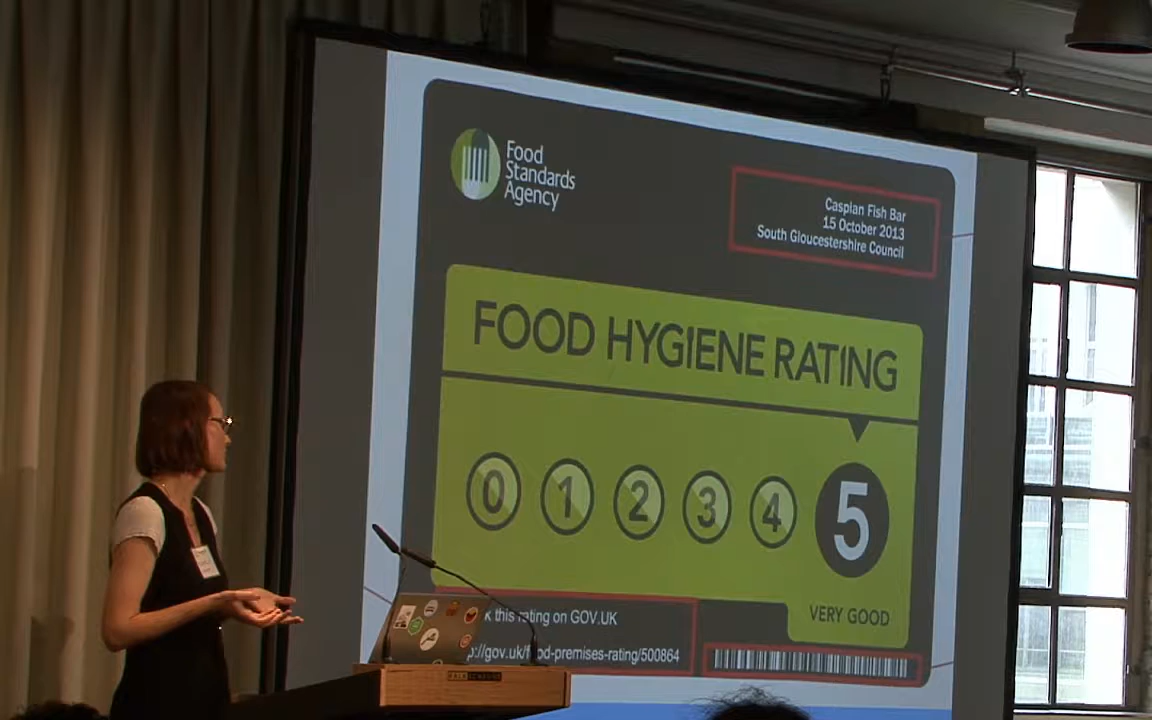 Food
Standards
Agency
Caspian Fish Bar
15 October 2013
South Gloucestershire Council
FOOD HYGIENE RATING
0 1 2 3 4 5
VERY GOOD
k this rating on GOV.UK
p://gov.uk/food-premises-rating/500864